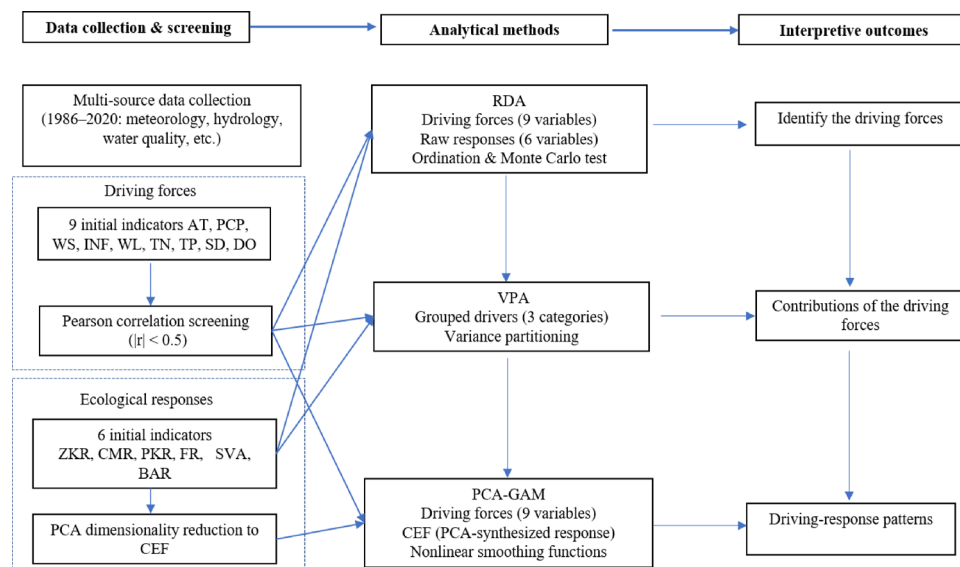 Data collection & screening
Analytical methods
Interpretive outcomes
Multi-source data collection
(1986–2020: meteorology, hydrology,
water quality, etc.)
Driving forces
9 initial indicators AT, PCP,
WS, INF, WL, TN, TP, SD, DO
Pearson correlation screening
(|r| < 0.5)
Ecological responses
6 initial indicators
ZKR, CMR, PKR, FR, SVA,
BAR
PCA dimensionality reduction to
CEF
RDA
Driving forces (9 variables)
Raw responses (6 variables)
Ordination & Monte Carlo test
VPA
Grouped drivers (3 categories)
Variance partitioning
PCA-GAM
Driving forces (9 variables)
CEF (PCA-synthesized response)
Nonlinear smoothing functions
Identify the driving forces
Contributions of the driving
forces
Driving-response patterns